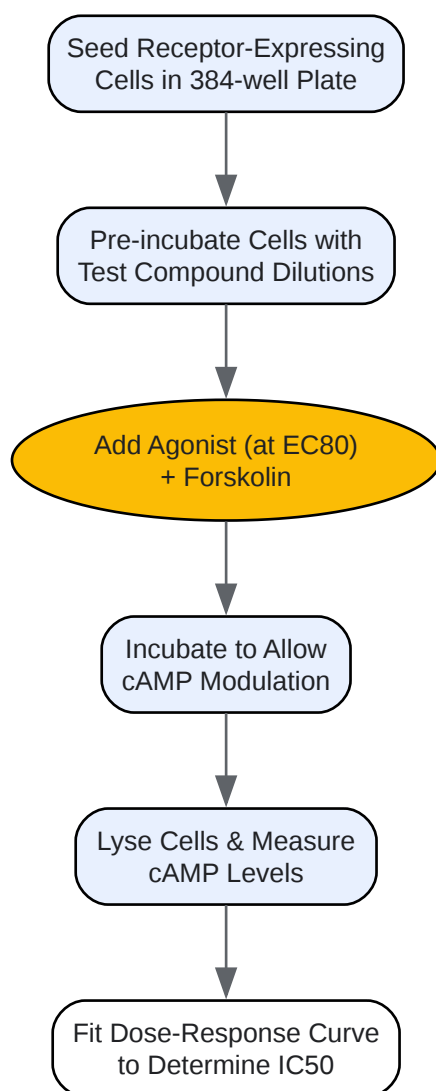 Seed Receptor-Expressing
Cells in 384-well Plate
Pre-incubate Cells with
Test Compound Dilutions
Add Agonist (at EC80)
+ Forskolin
Incubate to Allow
cAMP Modulation
Lyse Cells & Measure
cAMP Levels
Fit Dose-Response Curve
to Determine IC50